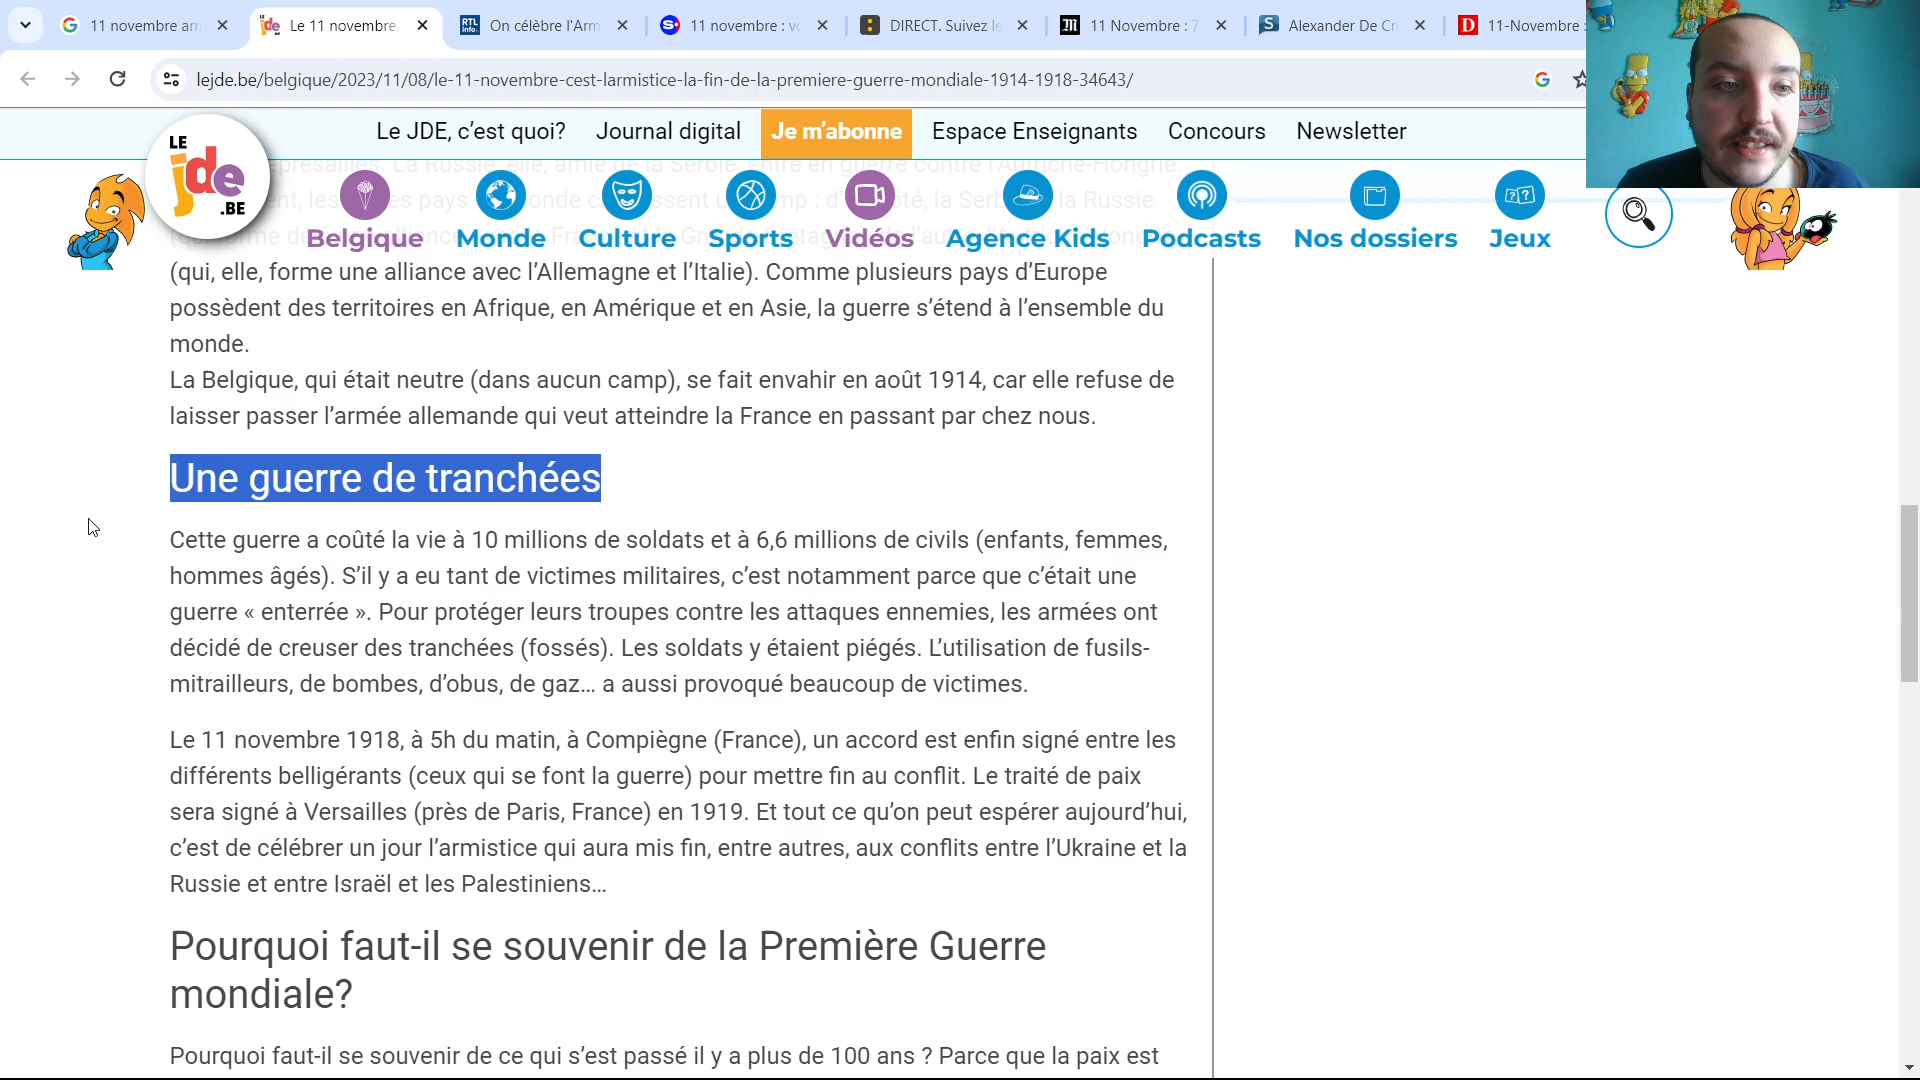 11 novembre arr
Le 11 novembre,
On célèbre l'Arm
11 novembre : vo
DIRECT. Suivez le
11 Novembre : 7
Alexander De Cr
11-Novembre :
lejde.be/belgique/2023/11/08/le-11-novembre-cest-larmistice-la-fin-de-la-premiere-guerre-mondiale-1914-1918-34643/
LE jde .BE
Le JDE, c’est quoi? Journal digital Je m’abonne Espace Enseignants Concours Newsletter
Belgique Monde Culture Sports Vidéos Agence Kids Podcasts Nos dossiers Jeux
représailles. La Russie, elle, amie de la Serbie, entre en guerre contre l’Autriche-Hongrie.
(qui, elle, forme une alliance avec l’Allemagne et l’Italie). Comme plusieurs pays d’Europe
possèdent des territoires en Afrique, en Amérique et en Asie, la guerre s’étend à l’ensemble du
monde.
La Belgique, qui était neutre (dans aucun camp), se fait envahir en août 1914, car elle refuse de
laisser passer l’armée allemande qui veut atteindre la France en passant par chez nous.
Une guerre de tranchées
Cette guerre a coûté la vie à 10 millions de soldats et à 6,6 millions de civils (enfants, femmes,
hommes âgés). S’il y a eu tant de victimes militaires, c’est notamment parce que c’était une
guerre « enterrée ». Pour protéger leurs troupes contre les attaques ennemies, les armées ont
décidé de creuser des tranchées (fossés). Les soldats y étaient piégés. L’utilisation de fusils-
mitrailleurs, de bombes, d’obus, de gaz… a aussi provoqué beaucoup de victimes.
Le 11 novembre 1918, à 5h du matin, à Compiègne (France), un accord est enfin signé entre les
différents belligérants (ceux qui se font la guerre) pour mettre fin au conflit. Le traité de paix
sera signé à Versailles (près de Paris, France) en 1919. Et tout ce qu’on peut espérer aujourd’hui,
c’est de célébrer un jour l’armistice qui aura mis fin, entre autres, aux conflits entre l’Ukraine et la
Russie et entre Israël et les Palestiniens…
Pourquoi faut-il se souvenir de la Première Guerre
mondiale?
Pourquoi faut-il se souvenir de ce qui s’est passé il y a plus de 100 ans ? Parce que la paix est